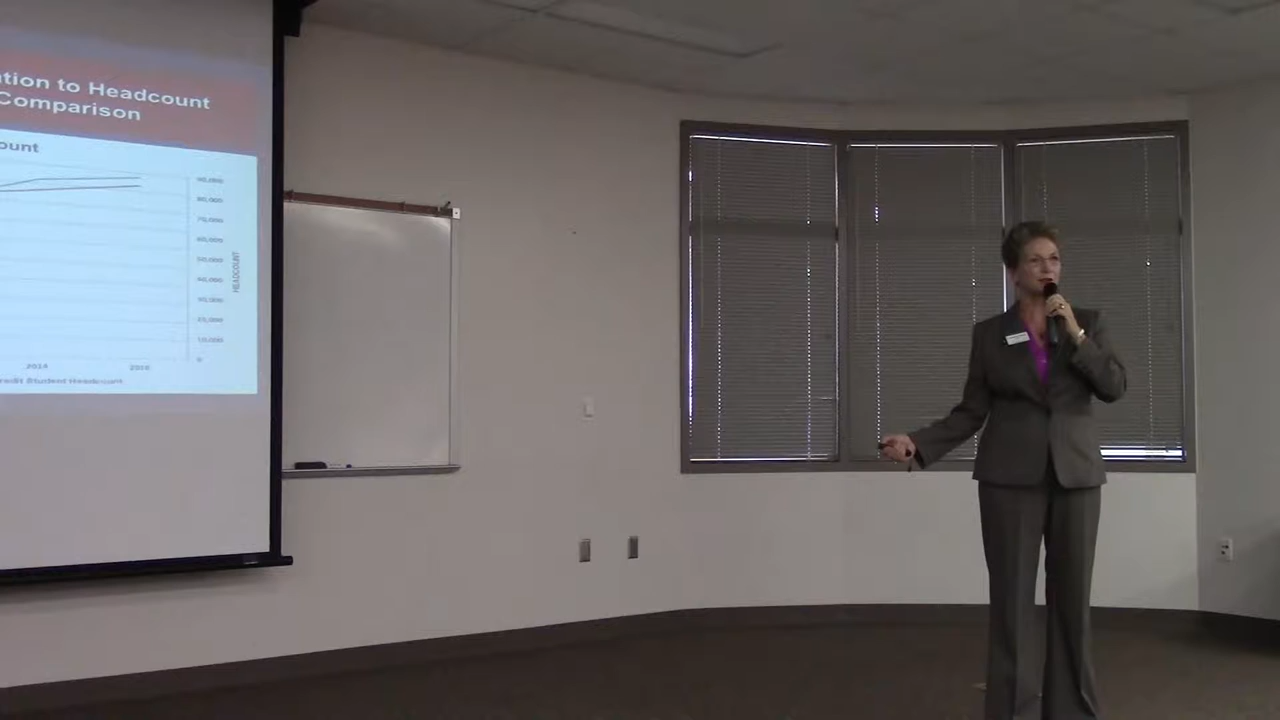 tion to Headcount
Comparison
ount
90,000
80,000
70,000
60,000
50,000
40,000
30,000
20,000
10,000
0
HEADCOUNT
2014
2016
redit Student Headcount